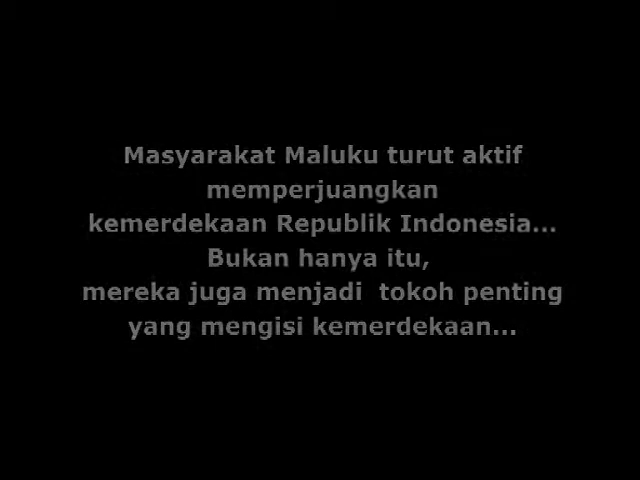 Masyarakat Maluku turut aktif
memperjuangkan
kemerdekaan Republik Indonesia...
Bukan hanya itu,
mereka juga menjadi  tokoh penting
yang mengisi kemerdekaan...